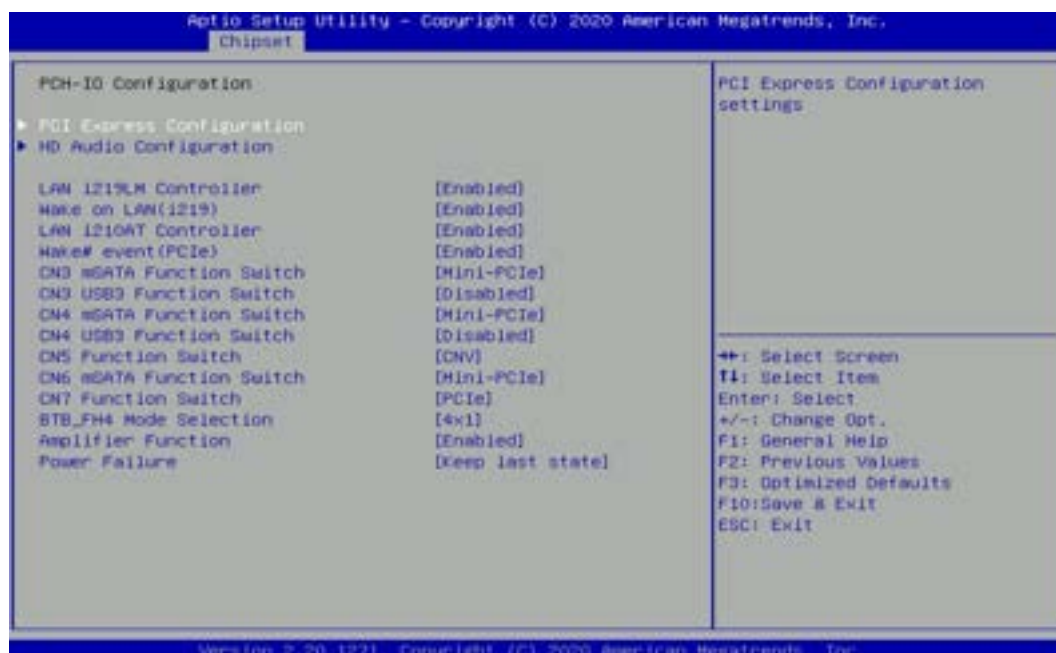 Aptio Setup Utility – Copyright (C) 2020 American Megatrends, Inc.
Chipset
PCH-IO Configuration
PCI Express Configuration
HD Audio Configuration
LAN i219LM Controller [Enabled]
Wake on LAN(i219) [Enabled]
LAN i210AT Controller [Enabled]
Wake# event(PCIe) [Enabled]
CN3 mSATA Function Switch [Mini-PCIe]
CN3 USB3 Function Switch [Disabled]
CN4 mSATA Function Switch [Mini-PCIe]
CN4 USB3 Function Switch [Disabled]
CN5 Function Switch [CNV]
CN6 mSATA Function Switch [Mini-PCIe]
CN7 Function Switch [PCIe]
BTB_FH4 Mode Selection [4x1]
Amplifier Function [Enabled]
Power Failure [Keep last state]
PCI Express Configuration
settings
→←: Select Screen
↑↓: Select Item
Enter: Select
+/-: Change Opt.
F1: General Help
F2: Previous Values
F3: Optimized Defaults
F10:Save & Exit
ESC: Exit
Version 2.20.1271. Copyright (C) 2020 American Megatrends, Inc.